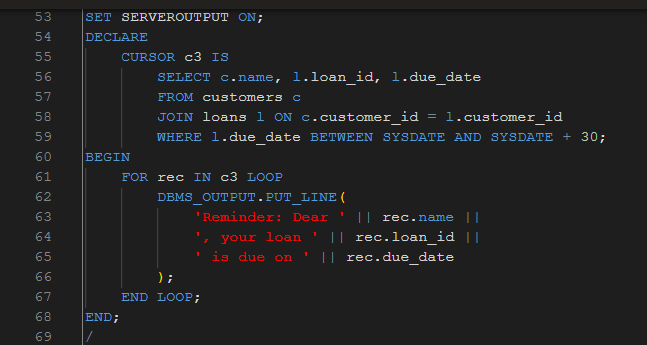 53 SET SERVEROUTPUT ON;
54 DECLARE
55     CURSOR c3 IS
56         SELECT c.name, l.loan_id, l.due_date
57         FROM customers c
58         JOIN loans l ON c.customer_id = l.customer_id
59         WHERE l.due_date BETWEEN SYSDATE AND SYSDATE + 30;
60 BEGIN
61     FOR rec IN c3 LOOP
62         DBMS_OUTPUT.PUT_LINE(
63             'Reminder: Dear ' || rec.name ||
64             ', your loan ' || rec.loan_id ||
65             ' is due on ' || rec.due_date
66         );
67     END LOOP;
68 END;
69 /